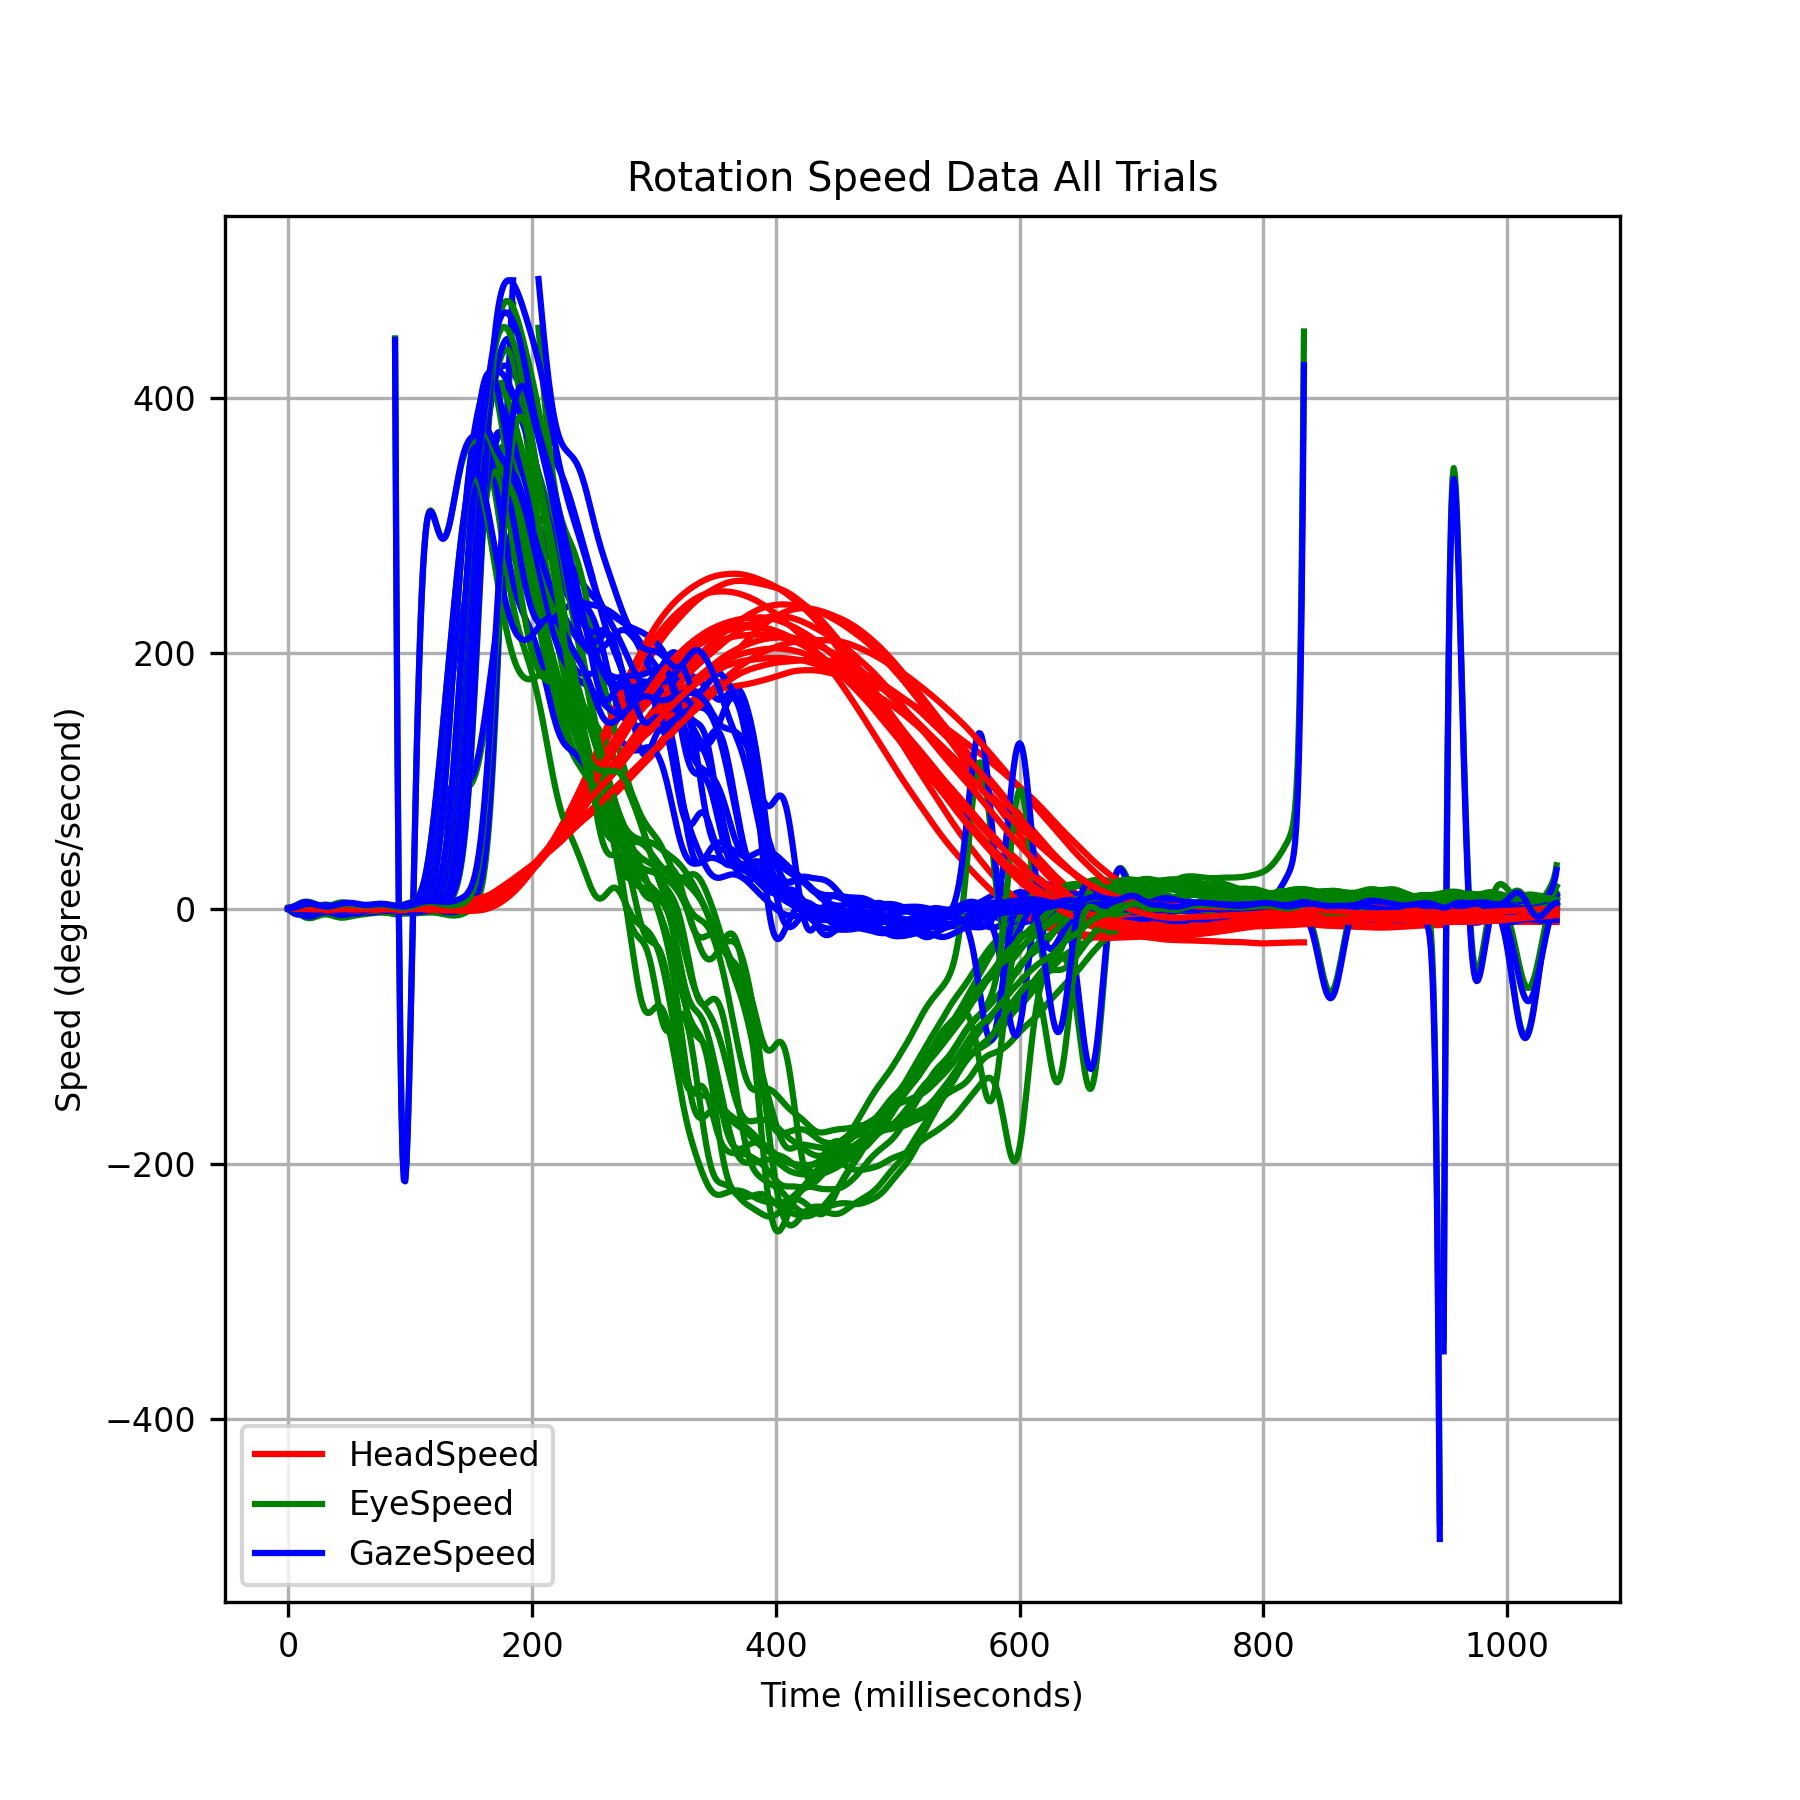 Rotation Speed Data All Trials
Speed (degrees/second)
400
200
0
−200
−400
HeadSpeed
EyeSpeed
GazeSpeed
0 200 400 600 800 1000
Time (milliseconds)